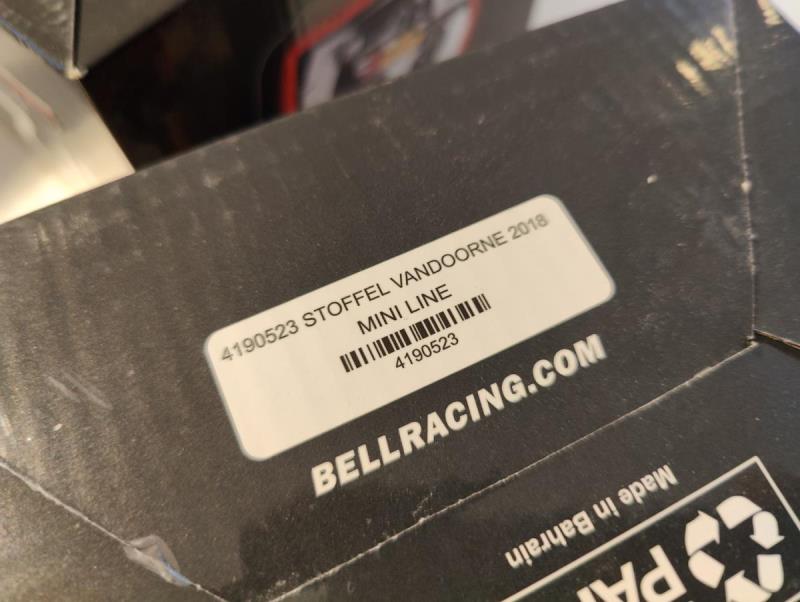 4190523 STOFFEL VANDOORNE 2018
MINI LINE
4190523
BELLRACING.COM
Made in Bahrain